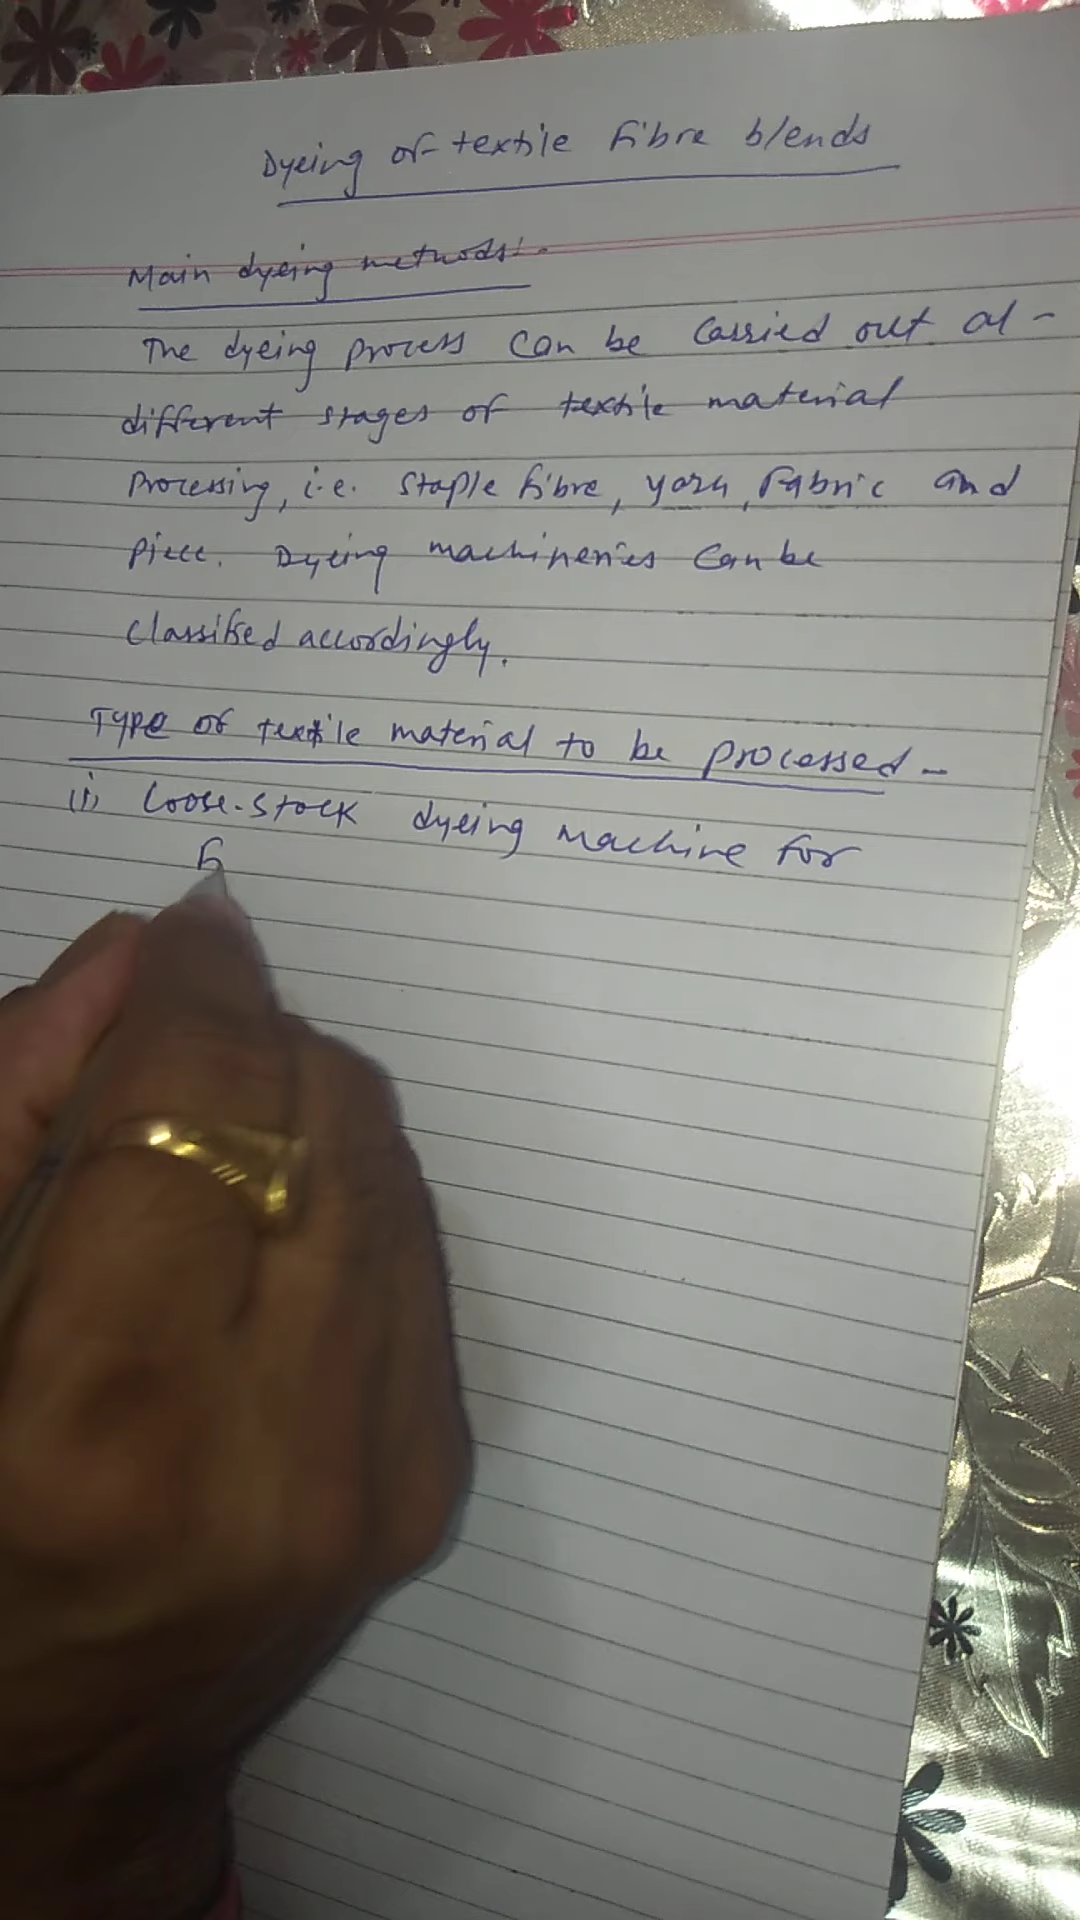 Dyeing of textile fibre blends
Main dyeing methods:-
The dyeing process can be carried out at
different stages of textile material
processing, i.e. staple fibre, yarn, fabric and
piece. Dyeing machineries can be
classified accordingly.
Type of textile material to be processed-
(i) Loose-stock dyeing machine for